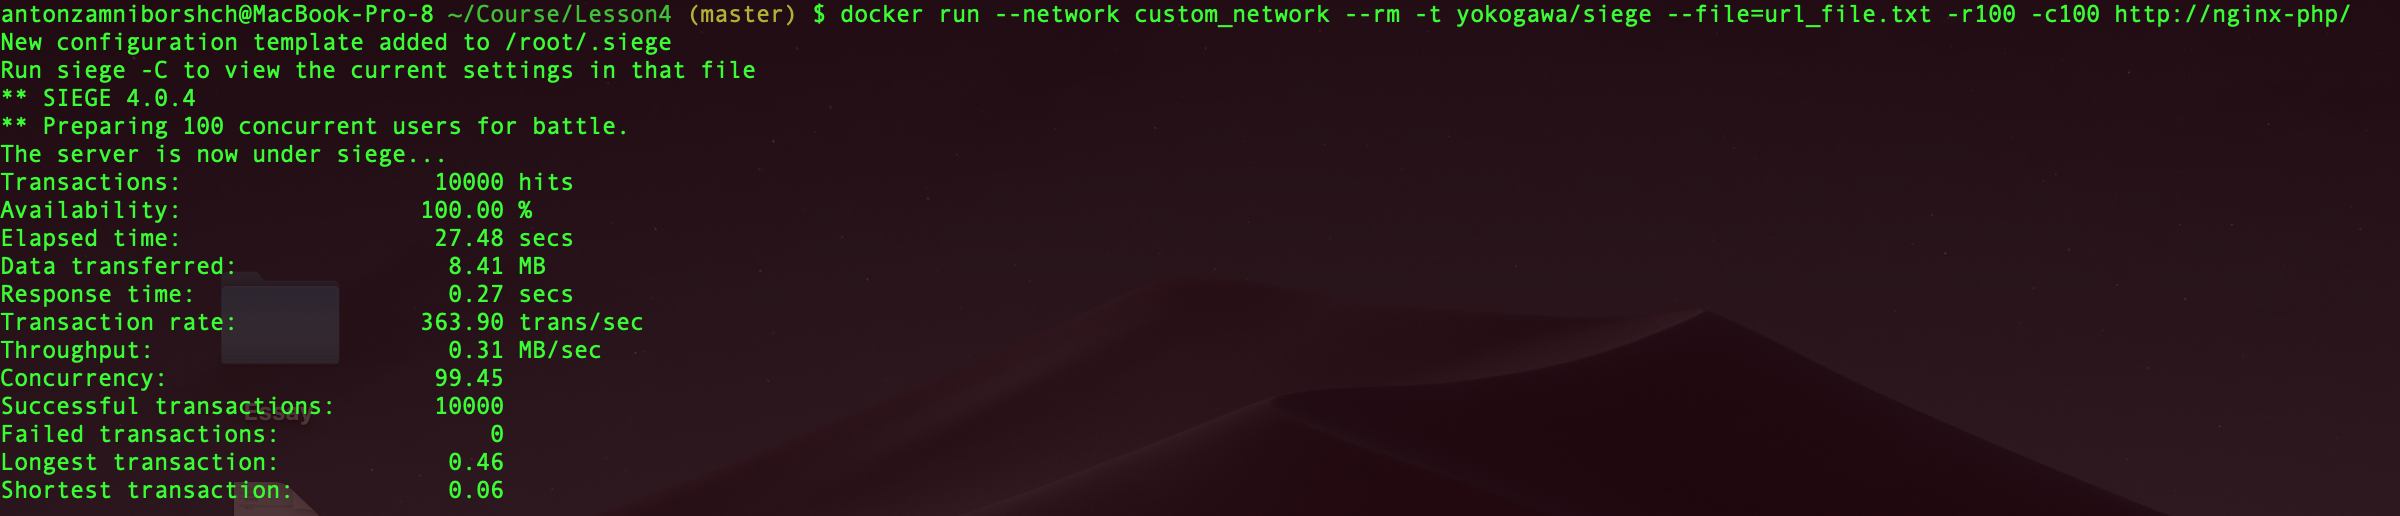 antonzamniborshch@MacBook-Pro-8 ~/Course/Lesson4 (master) $ docker run --network custom_network --rm -t yokogawa/siege --file=url_file.txt -r100 -c100 http://nginx-php/
New configuration template added to /root/.siege
Run siege -C to view the current settings in that file
** SIEGE 4.0.4
** Preparing 100 concurrent users for battle.
The server is now under siege...
Transactions: 10000 hits
Availability: 100.00 %
Elapsed time: 27.48 secs
Data transferred: 8.41 MB
Response time: 0.27 secs
Transaction rate: 363.90 trans/sec
Throughput: 0.31 MB/sec
Concurrency: 99.45
Successful transactions: 10000
Essay
Failed transactions: 0
Longest transaction: 0.46
Shortest transaction: 0.06